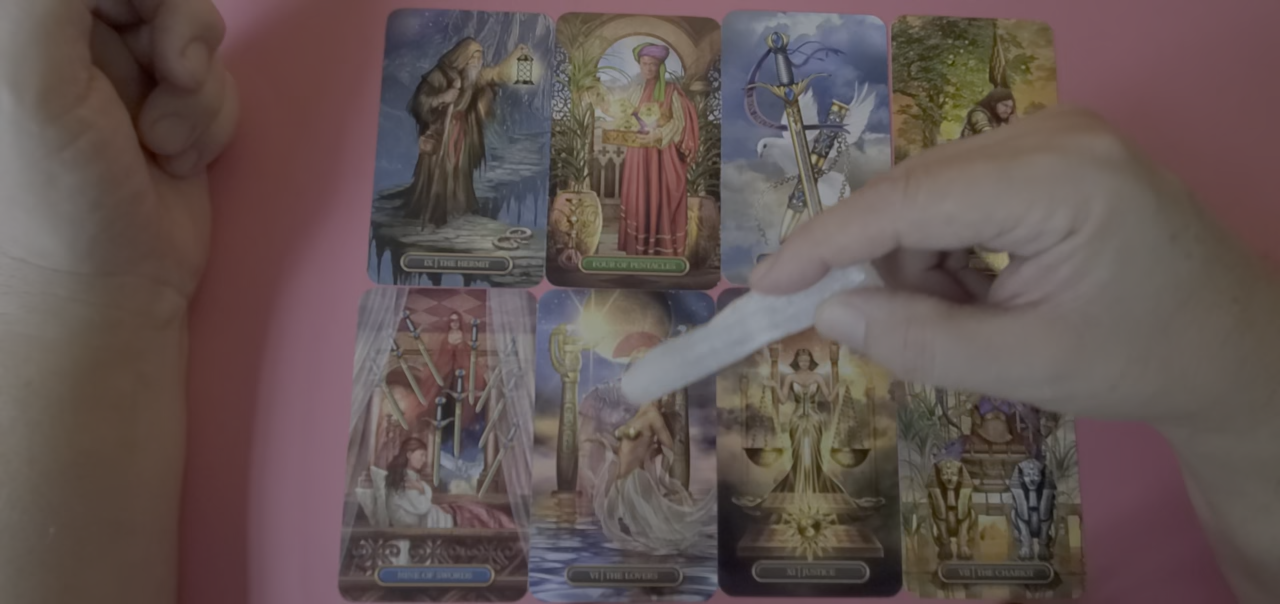 IX | THE HERMIT
FOUR OF PENTACLES
NINE OF SWORDS
VI | THE LOVERS
XI | JUSTICE
VII | THE CHARIOT